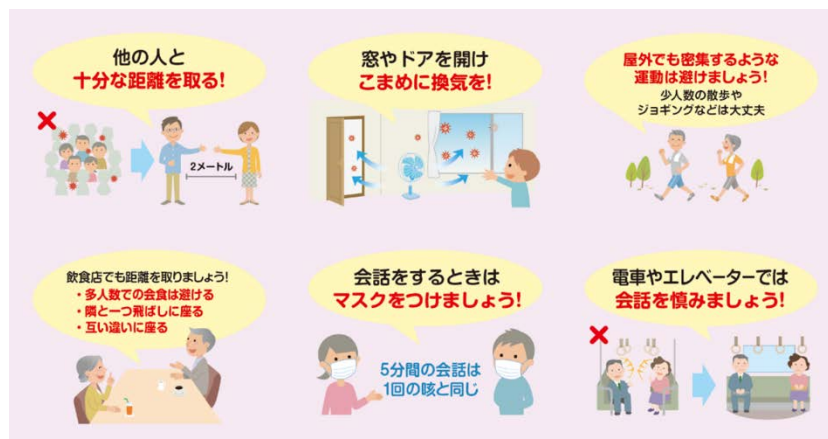 他の人と
十分な距離を取る!
2メートル
窓やドアを開け
こまめに換気を!
屋外でも密集するような
運動は避けましょう!
少人数の散歩や
ジョギングなどは大丈夫
飲食店でも距離を取りましょう!
・多人数での会食は避ける
・隣と一つ飛ばしに座る
・互い違いに座る
会話をするときは
マスクをつけましょう!
5分間の会話は
1回の咳と同じ
電車やエレベーターでは
会話を慎みましょう!